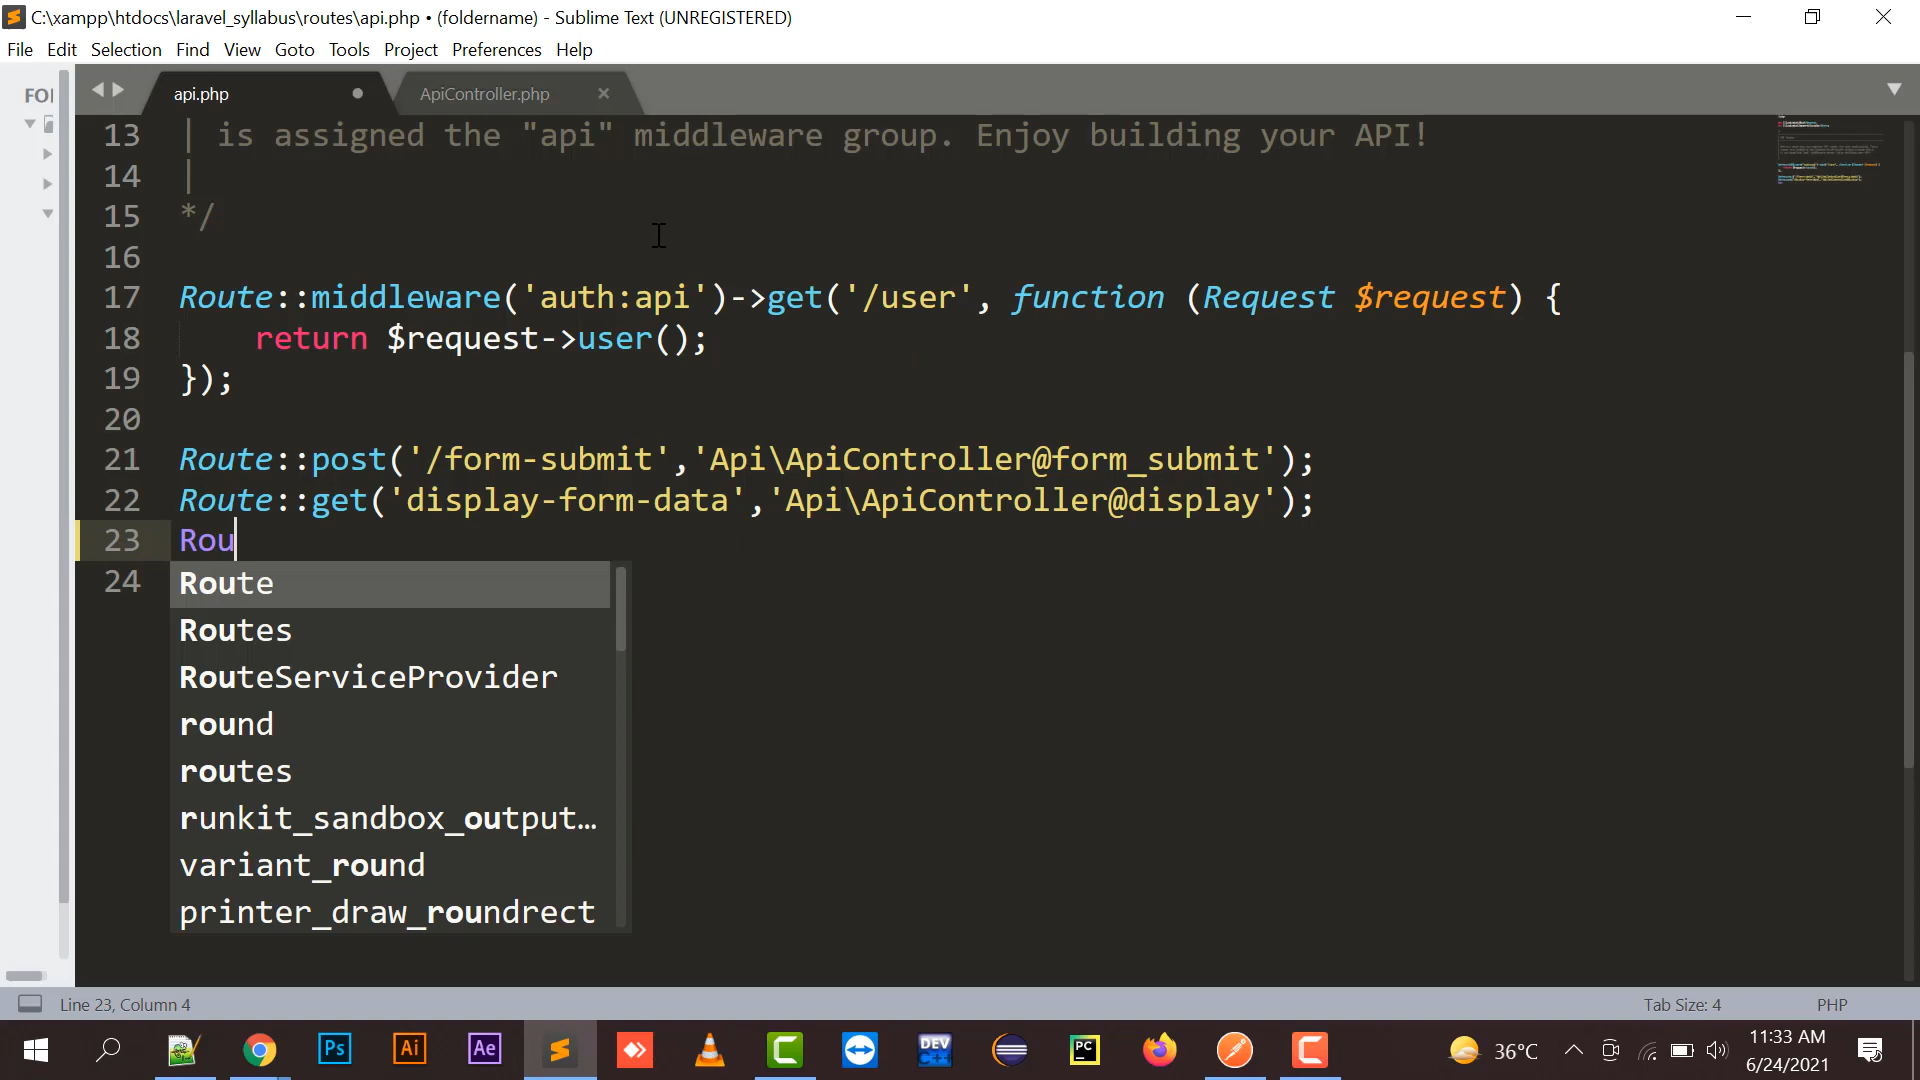 C:\xampp\htdocs\laravel_syllabus\routes\api.php • (foldername) - Sublime Text (UNREGISTERED)
File Edit Selection Find View Goto Tools Project Preferences Help
FOI
api.php
ApiController.php
13 | is assigned the "api" middleware group. Enjoy building your API!
14 |
15 */
16
17 Route::middleware('auth:api')->get('/user', function (Request $request) {
18 return $request->user();
19 });
20
21 Route::post('/form-submit','Api\ApiController@form_submit');
22 Route::get('display-form-data','Api\ApiController@display');
23 Rou
24
Route
Routes
RouteServiceProvider
round
routes
runkit_sandbox_output…
variant_round
printer_draw_roundrect
Line 23, Column 4
Tab Size: 4
PHP
Ps
Ai
Ae
DEV C++
PC
36°C
11:33 AM
6/24/2021